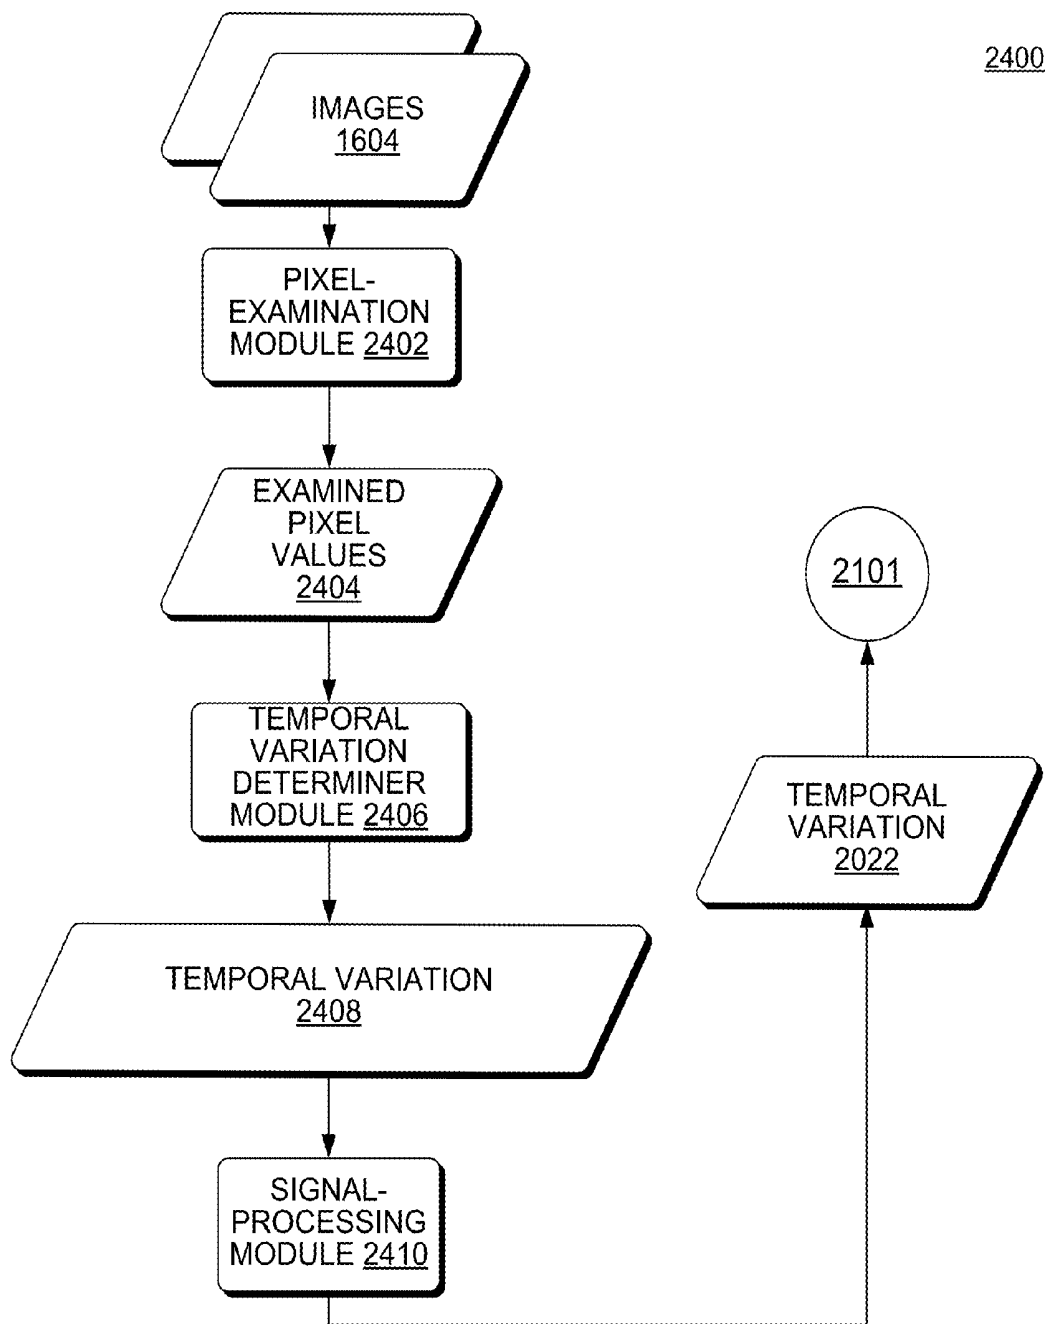 2400
IMAGES
1604
PIXEL-
EXAMINATION
MODULE 2402
EXAMINED
PIXEL
VALUES
2404
TEMPORAL
VARIATION
DETERMINER
MODULE 2406
TEMPORAL VARIATION
2408
SIGNAL-
PROCESSING
MODULE 2410
TEMPORAL
VARIATION
2022
2101